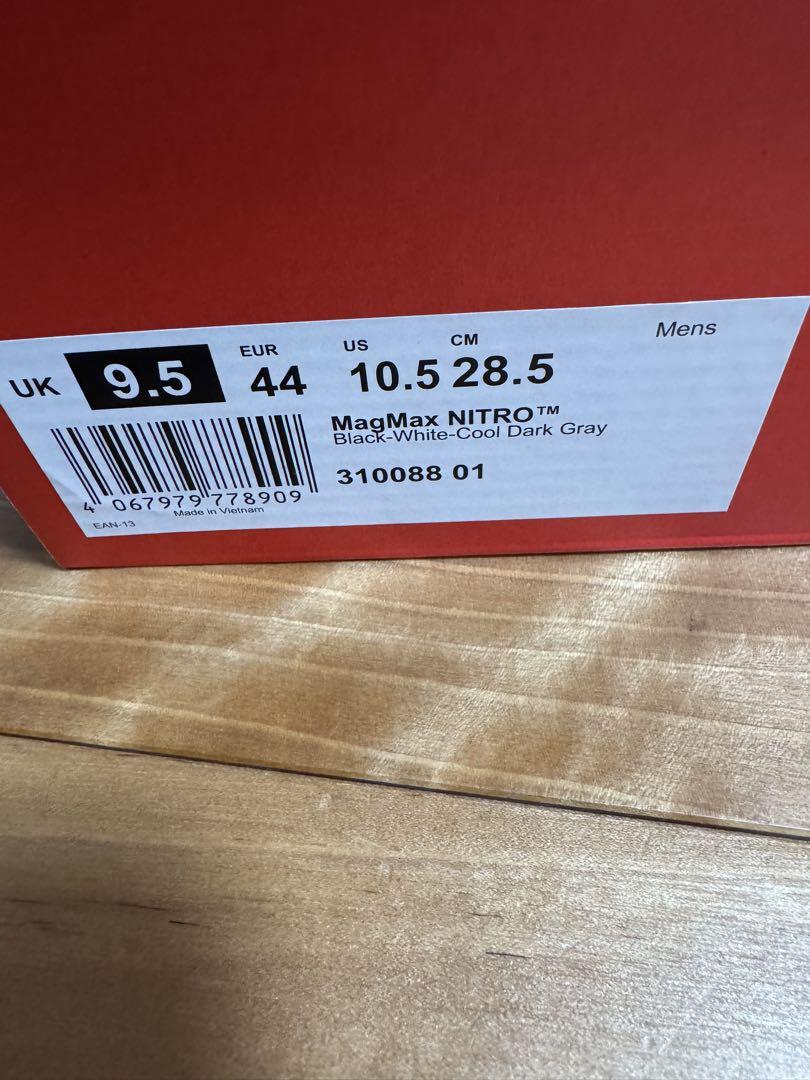 Mens
UK 9.5 EUR 44 US 10.5 CM 28.5
MagMax NITRO™
Black-White-Cool Dark Gray
310088 01
4 067979 778909
EAN-13 Made in Vietnam